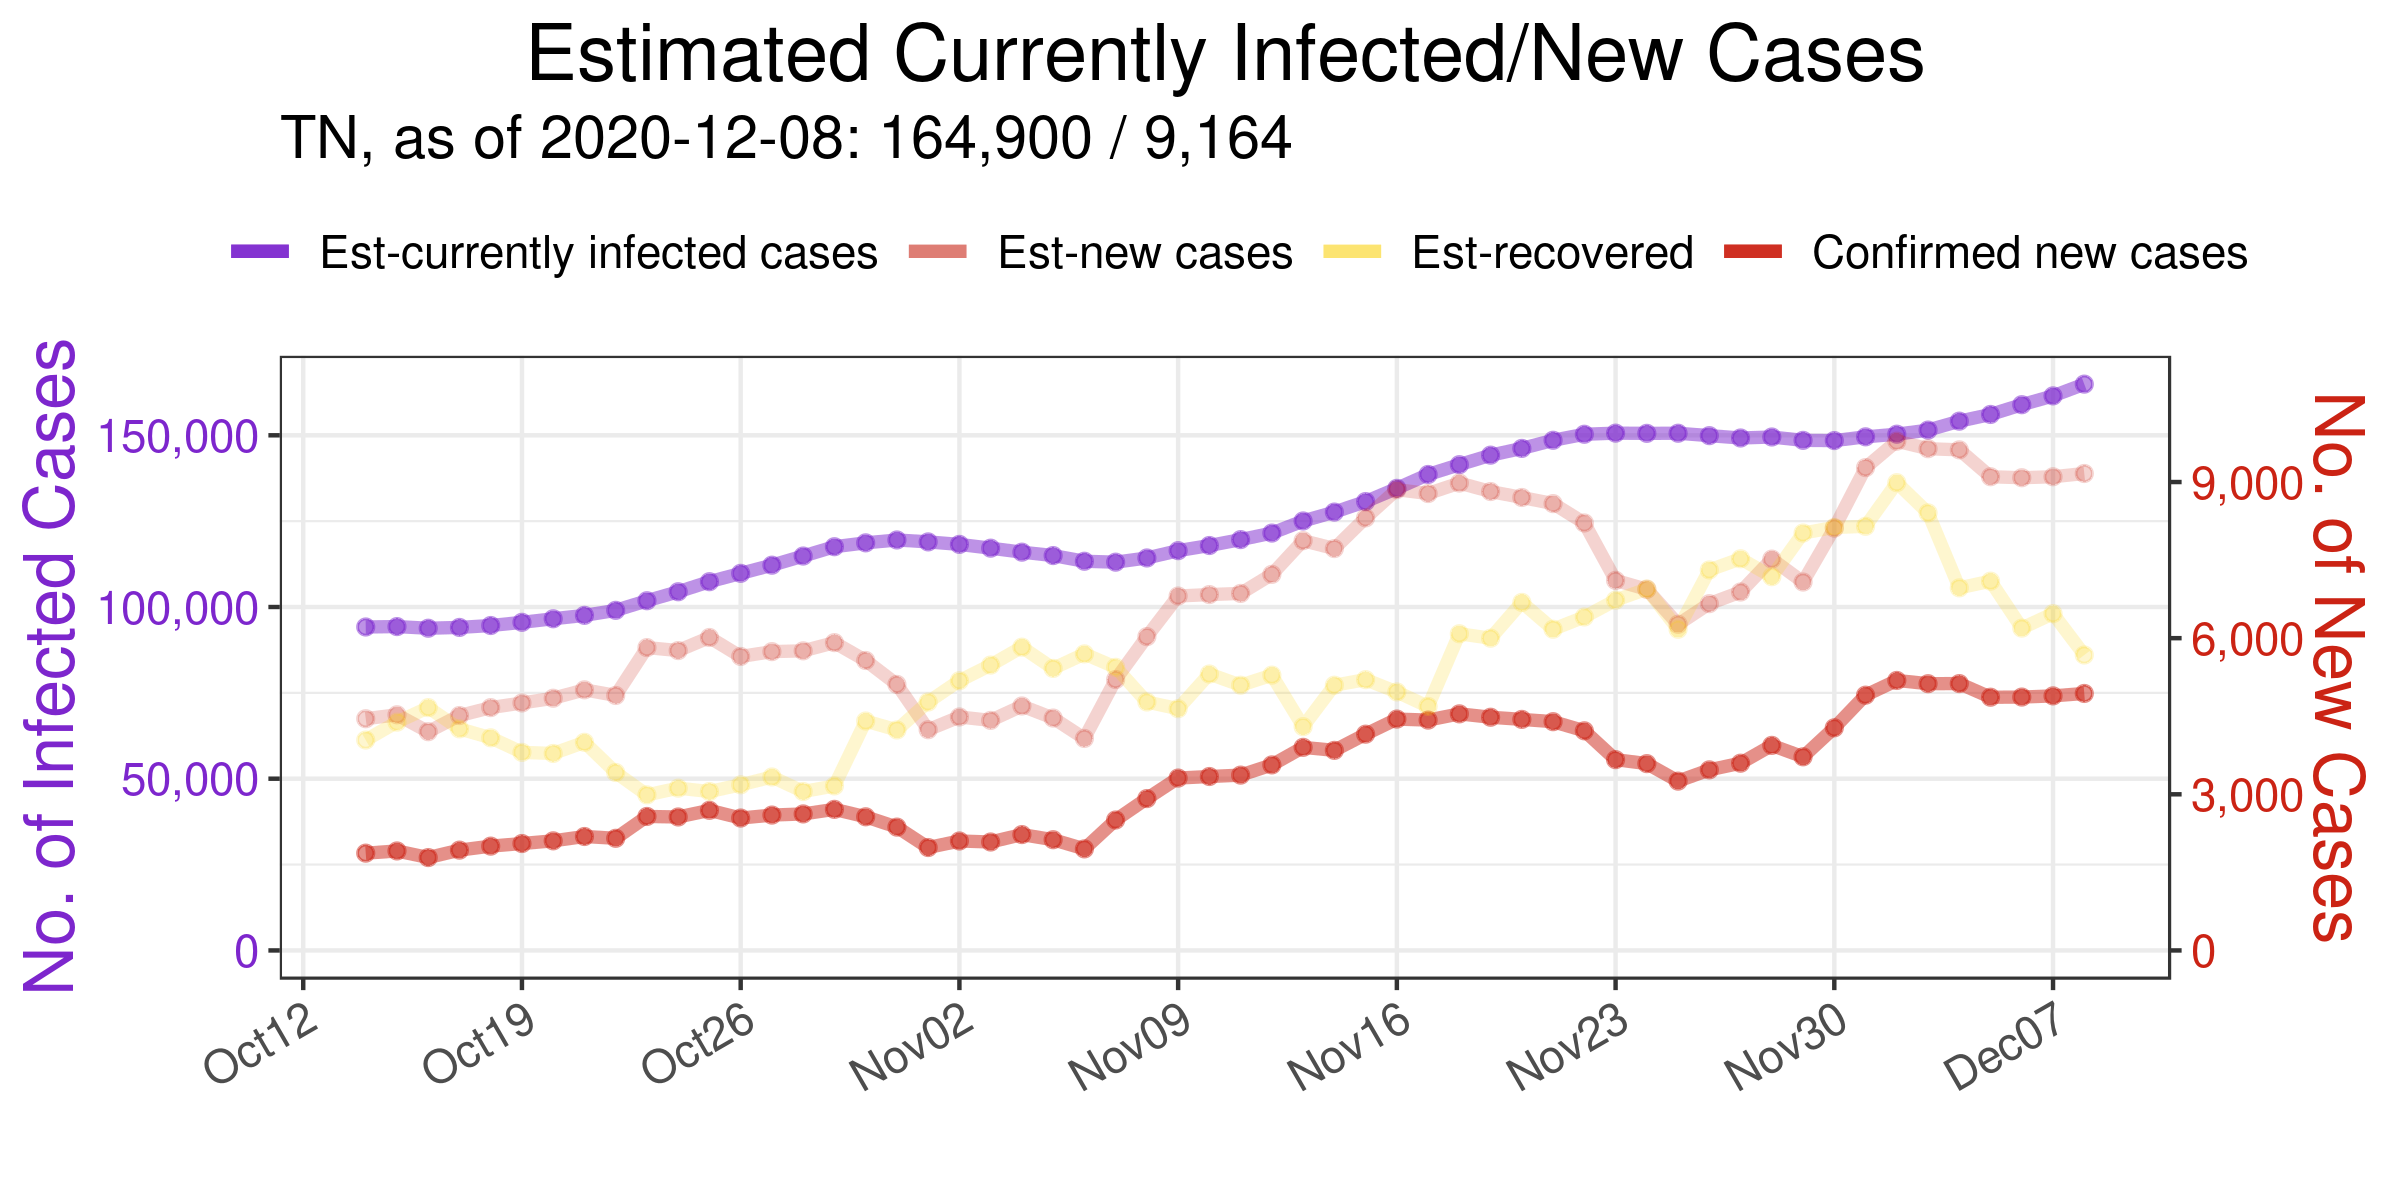 Estimated Currently Infected/New Cases
TN, as of 2020-12-08: 164,900 / 9,164
Est-currently infected cases Est-new cases Est-recovered Confirmed new cases
No. of Infected Cases
150,000
100,000
50,000
0
9,000
6,000
3,000
0
No. of New Cases
Oct12 Oct19 Oct26 Nov02 Nov09 Nov16 Nov23 Nov30 Dec07